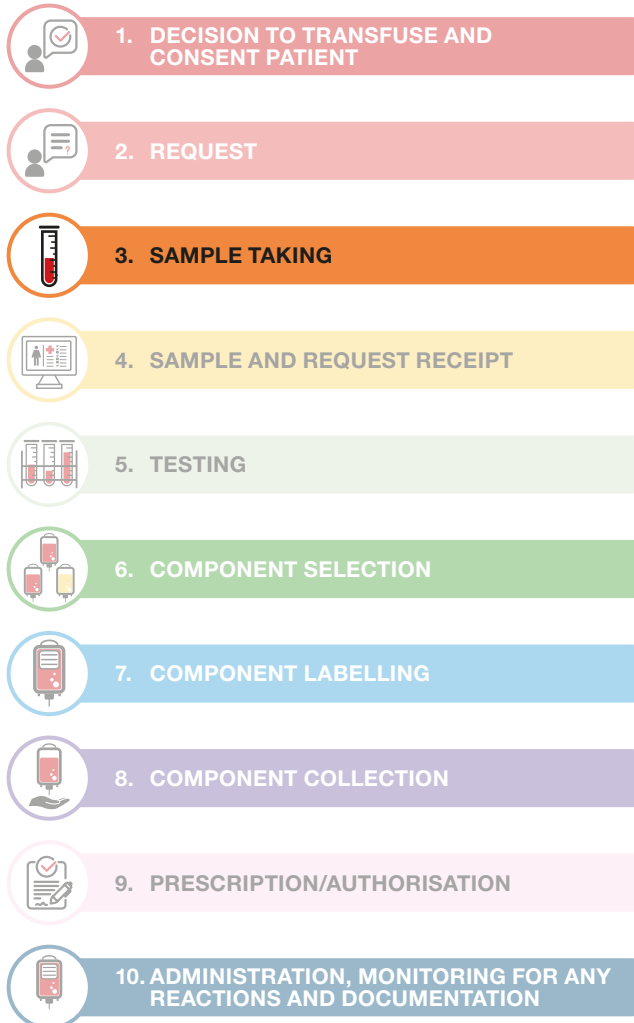 1. DECISION TO TRANSFUSE AND
CONSENT PATIENT
2. REQUEST
3. SAMPLE TAKING
4. SAMPLE AND REQUEST RECEIPT
5. TESTING
6. COMPONENT SELECTION
7. COMPONENT LABELLING
8. COMPONENT COLLECTION
9. PRESCRIPTION/AUTHORISATION
10. ADMINISTRATION, MONITORING FOR ANY
REACTIONS AND DOCUMENTATION